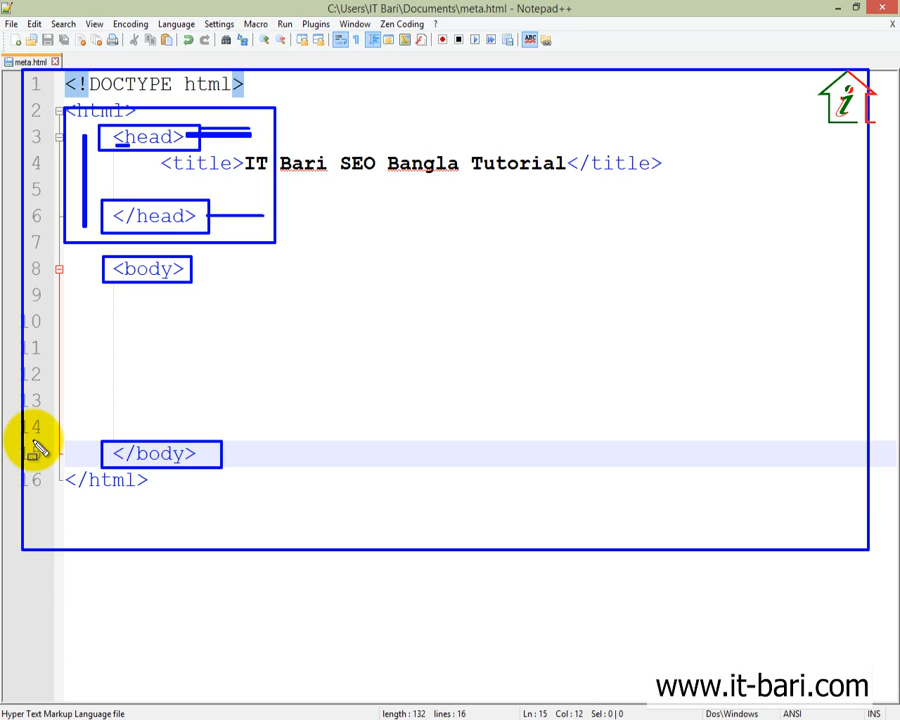 C:\Users\IT Bari\Documents\meta.html - Notepad++
File Edit Search View Encoding Language Settings Macro Run Plugins Window Zen Coding ? X
meta.html
1 <!DOCTYPE html>
2 <html>
3 <head>
4 <title>IT Bari SEO Bangla Tutorial</title>
5
6 </head>
7
8 <body>
9
10
11
12
13
14
</body>
16 </html>
www.it-bari.com
Hyper Text Markup Language file length : 132 lines : 16 Ln : 15 Col : 12 Sel : 0 | 0 Dos\Windows ANSI INS